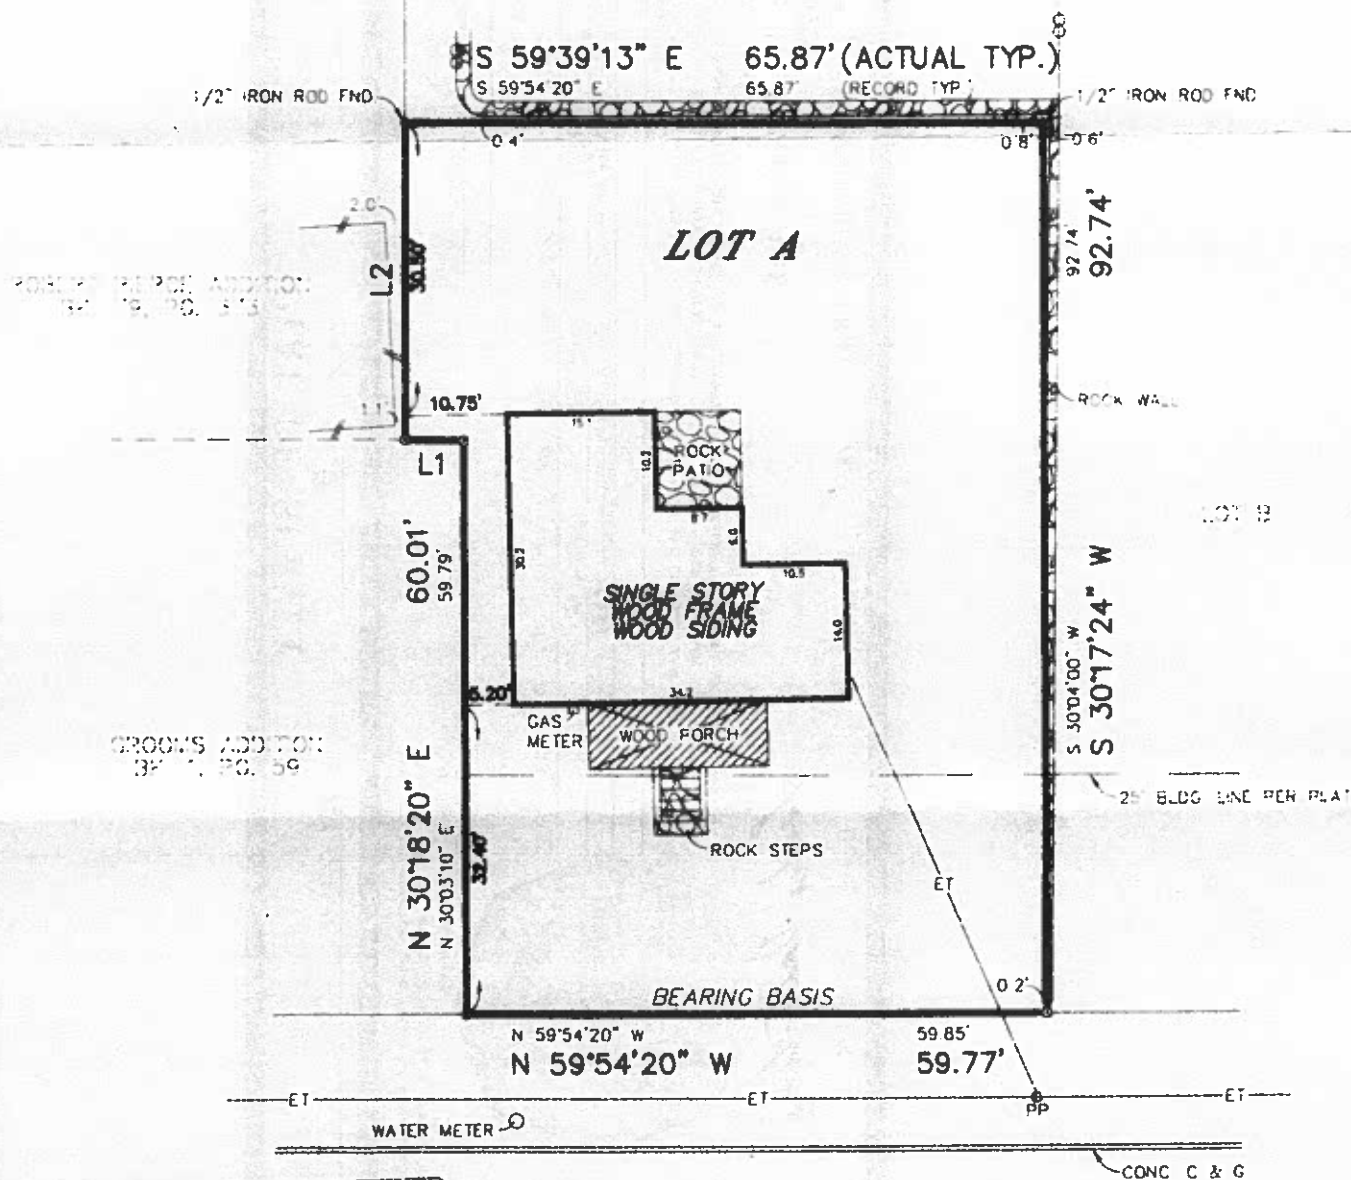 S 59°39'13" E 65.87' (ACTUAL TYP.)
S 59°54'20" E 65.87' (RECORD TYP.)
1/2" IRON ROD FND
1/2" IRON ROD FND
0.4'
0.8'
0.6'
2.0'
LOT A
L2
30.50'
92.74'
92.74'
ADDITION
1.1'
10.75'
ROCK WALL
L1
15.1
10.2
ROCK
PATIO
8.7
6.0
10.5
LOT B
60.01'
59.79'
30.2
SINGLE STORY
WOOD FRAME
WOOD SIDING
14.0
S 30°04'00" W
S 30°17'24" W
5.20'
34.2
GAS
METER
WOOD PORCH
GROOMS ADDITION
N 30°18'20" E
N 30°03'10" E
32.40'
25' BLDG LINE PER PLAT
ROCK STEPS
ET
0.2'
BEARING BASIS
N 59°54'20" W 59.85'
N 59°54'20" W 59.77'
ET ET ET
PP
WATER METER
CONC C & G